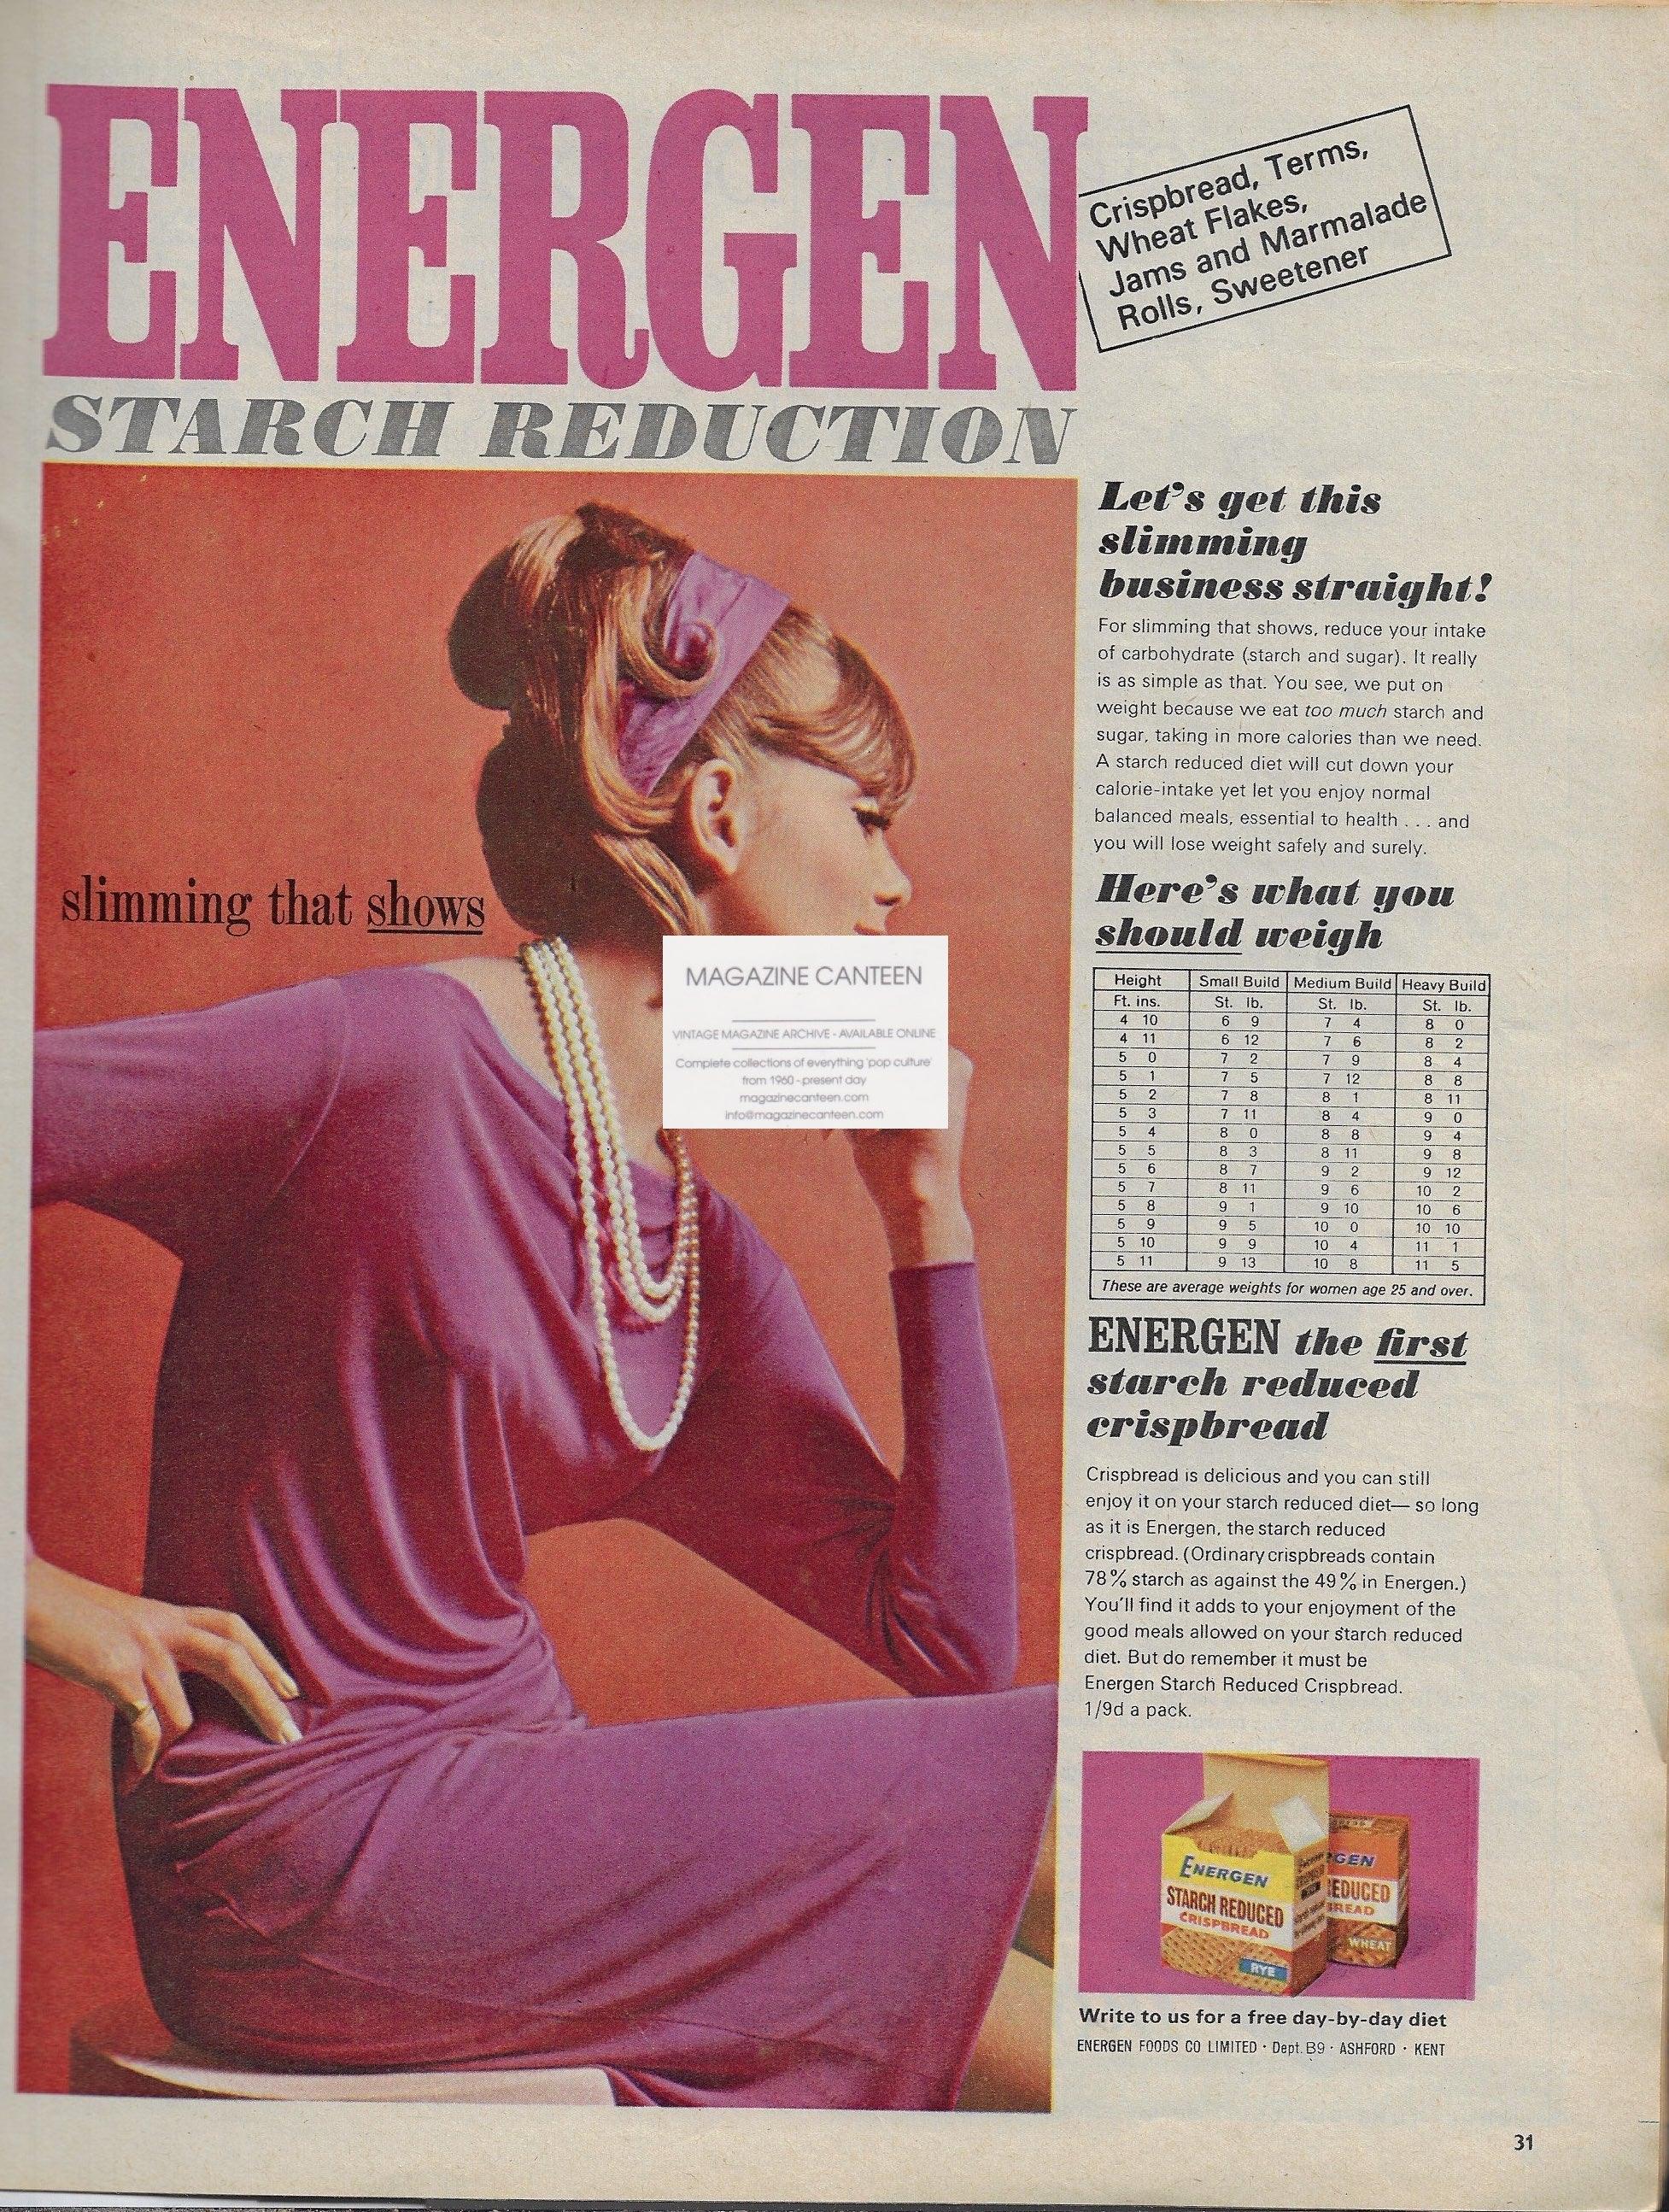 ENERGEN
Crispbread, Terms,
Wheat Flakes,
Jams and Marmalade
Rolls, Sweetener
STARCH REDUCTION
slimming that shows
MAGAZINE CANTEEN
VINTAGE MAGAZINE ARCHIVE - AVAILABLE ONLINE
Complete collections of everything 'pop culture'
from 1960 - present day
magazinecanteen.com
info@magazinecanteen.com
Let's get this
slimming
business straight!
For slimming that shows, reduce your intake
of carbohydrate (starch and sugar). It really
is as simple as that. You see, we put on
weight because we eat too much starch and
sugar, taking in more calories than we need.
A starch reduced diet will cut down your
calorie-intake yet let you enjoy normal
balanced meals, essential to health . . . and
you will lose weight safely and surely.
Here's what you
should weigh
Height Small Build Medium Build Heavy Build
Ft. ins. St. lb. St. lb. St. lb.
4 10 6 9 7 4 8 0
4 11 6 12 7 6 8 2
5 0 7 2 7 9 8 4
5 1 7 5 7 12 8 8
5 2 7 8 8 1 8 11
5 3 7 11 8 4 9 0
5 4 8 0 8 8 9 4
5 5 8 3 8 11 9 8
5 6 8 7 9 2 9 12
5 7 8 11 9 6 10 2
5 8 9 1 9 10 10 6
5 9 9 5 10 0 10 10
5 10 9 9 10 4 11 1
5 11 9 13 10 8 11 5
These are average weights for women age 25 and over.
ENERGEN the first
starch reduced
crispbread
Crispbread is delicious and you can still
enjoy it on your starch reduced diet— so long
as it is Energen, the starch reduced
crispbread. (Ordinary crispbreads contain
78% starch as against the 49% in Energen.)
You'll find it adds to your enjoyment of the
good meals allowed on your starch reduced
diet. But do remember it must be
Energen Starch Reduced Crispbread.
1/9d a pack.
ENERGEN
STARCH REDUCED
CRISPBREAD
RYE
GEN
EDUCED
READ
WHEAT
Write to us for a free day-by-day diet
ENERGEN FOODS CO LIMITED · Dept. B9 · ASHFORD · KENT
31